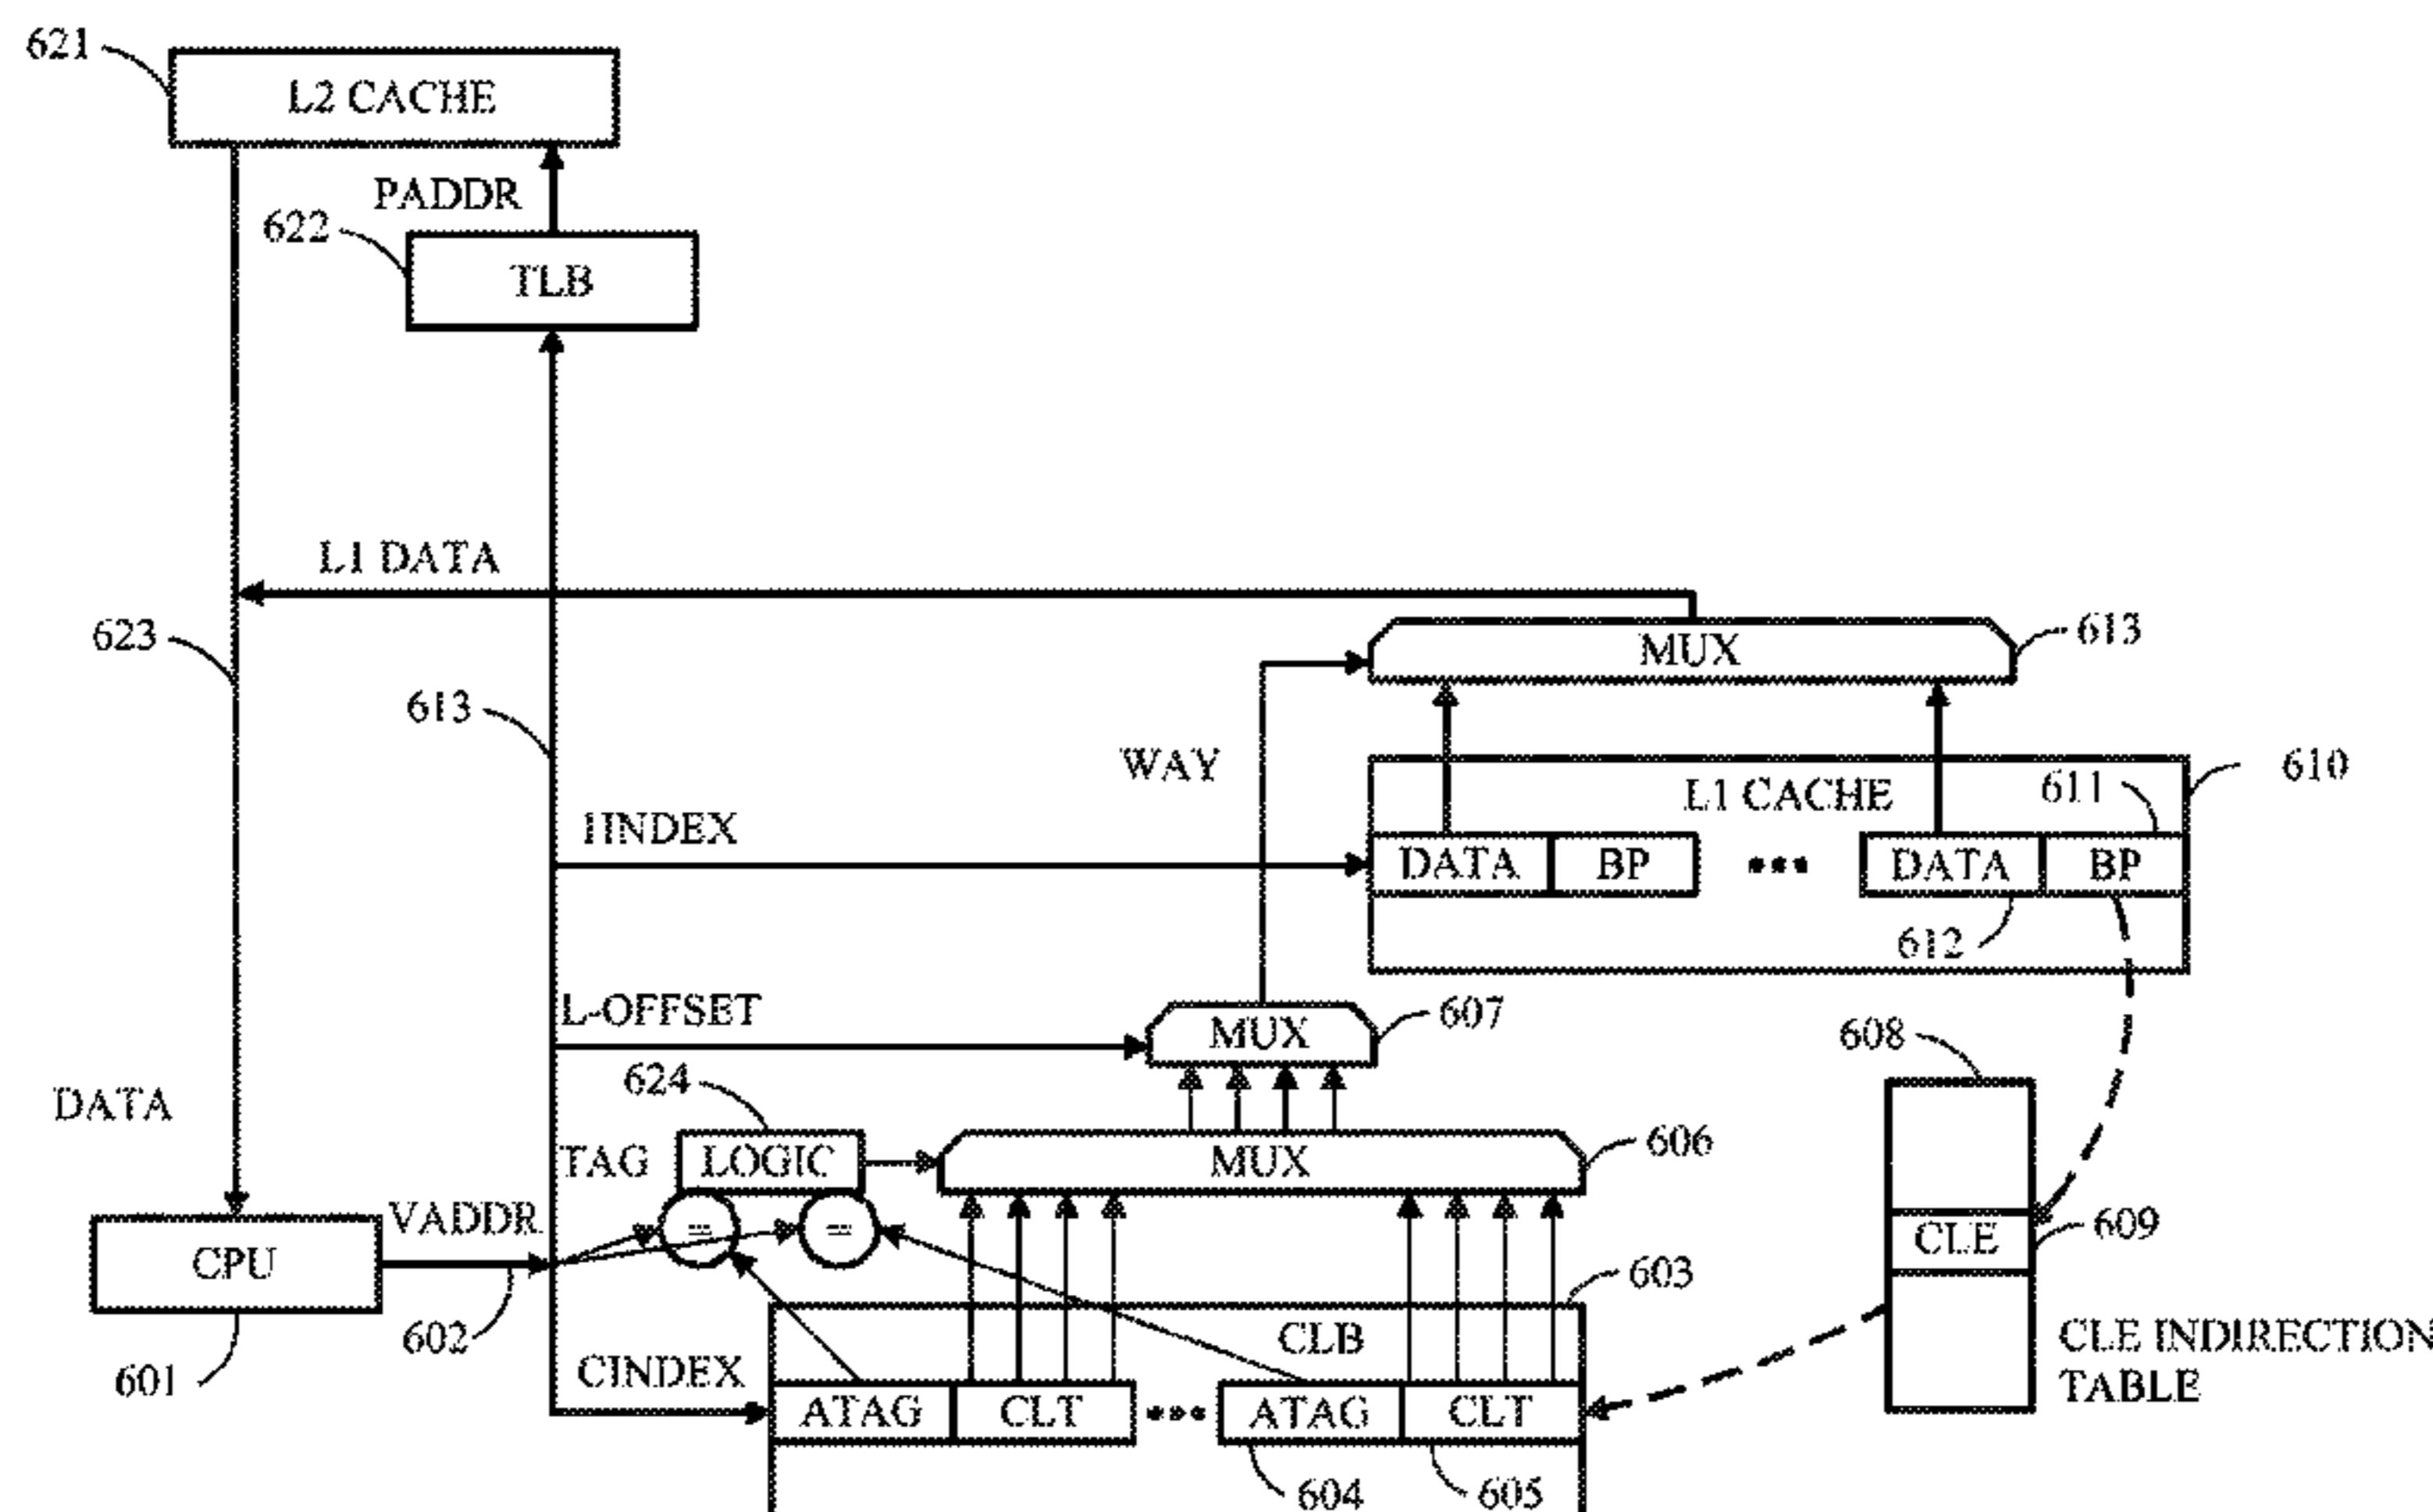 621
L2 CACHE
PADDR
622
TLB
L1 DATA
623
613
MUX
613
WAY
610
L1 CACHE
611
1INDEX
DATA
BP
•••
DATA
BP
612
L-OFFSET
MUX
607
608
624
DATA
TAG
LOGIC
MUX
606
VADDR
=
=
CLE
609
CPU
603
602
CLB
CLE INDIRECTION
TABLE
601
CINDEX
ATAG
CLT
•••
ATAG
CLT
604
605